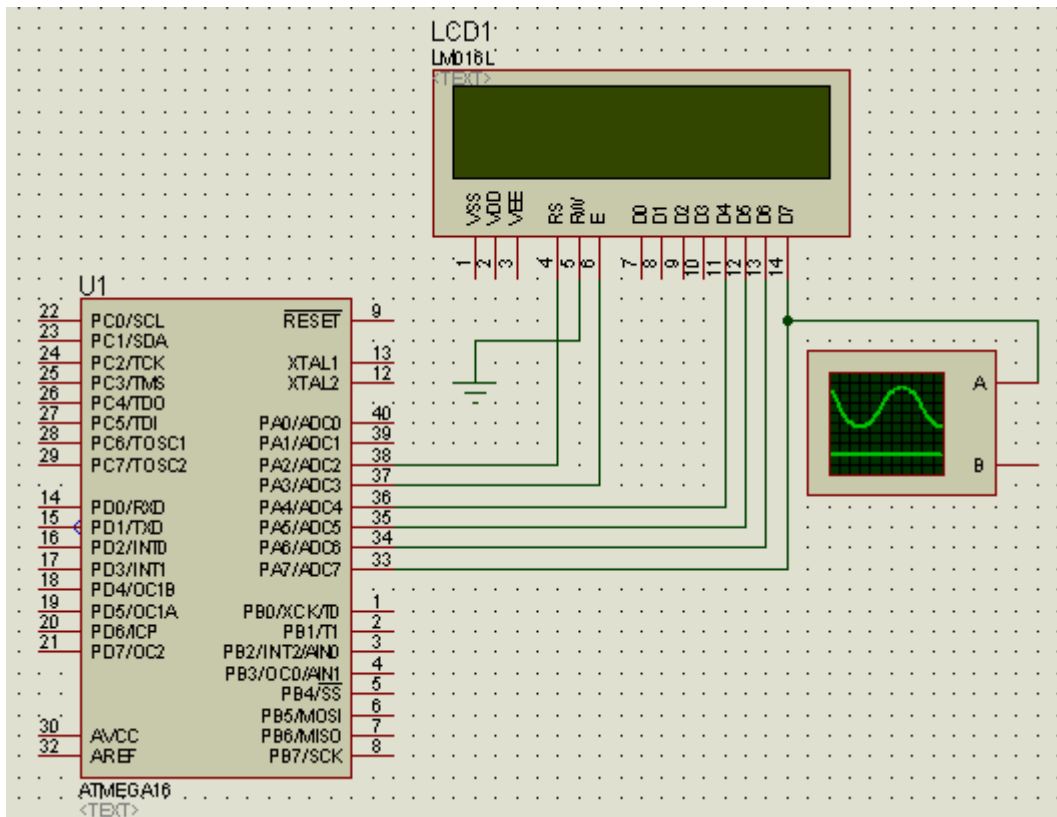 LCD1
LM016L
<TEXT>
VSS
VDD
VEE
RS
RW
E
D0
D1
D2
D3
D4
D5
D6
D7
1
2
3
4
5
6
7
8
9
10
11
12
13
14
U1
22 PC0/SCL RESET 9
23 PC1/SDA
24 PC2/TCK XTAL1 13
25 PC3/TMS XTAL2 12
26 PC4/TDO
27 PC5/TDI PA0/ADC0 40
28 PC6/TOSC1 PA1/ADC1 39
29 PC7/TOSC2 PA2/ADC2 38
PA3/ADC3 37
14 PD0/RXD PA4/ADC4 36
15 PD1/TXD PA5/ADC5 35
16 PD2/INT0 PA6/ADC6 34
17 PD3/INT1 PA7/ADC7 33
18 PD4/OC1B
19 PD5/OC1A PB0/XCK/T0 1
20 PD6/ICP PB1/T1 2
21 PD7/OC2 PB2/INT2/AIN0 3
PB3/OC0/AIN1 4
PB4/SS 5
PB5/MOSI 6
30 AVCC PB6/MISO 7
32 AREF PB7/SCK 8
ATMEGA16
<TEXT>
A
B